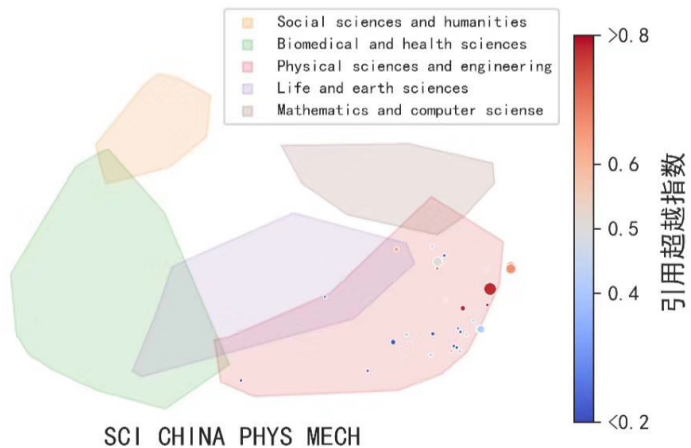 Social sciences and humanities
Biomedical and health sciences
Physical sciences and engineering
Life and earth sciences
Mathematics and computer sciense
>0.8
0.6
0.5
0.4
<0.2
引用超越指数
SCI CHINA PHYS MECH